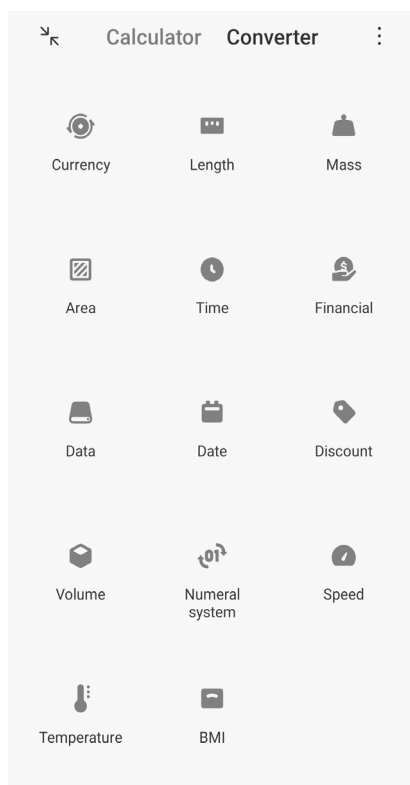 Calculator Converter
Currency Length Mass
Area Time Financial
Data Date Discount
Volume Numeral Speed
system
Temperature BMI